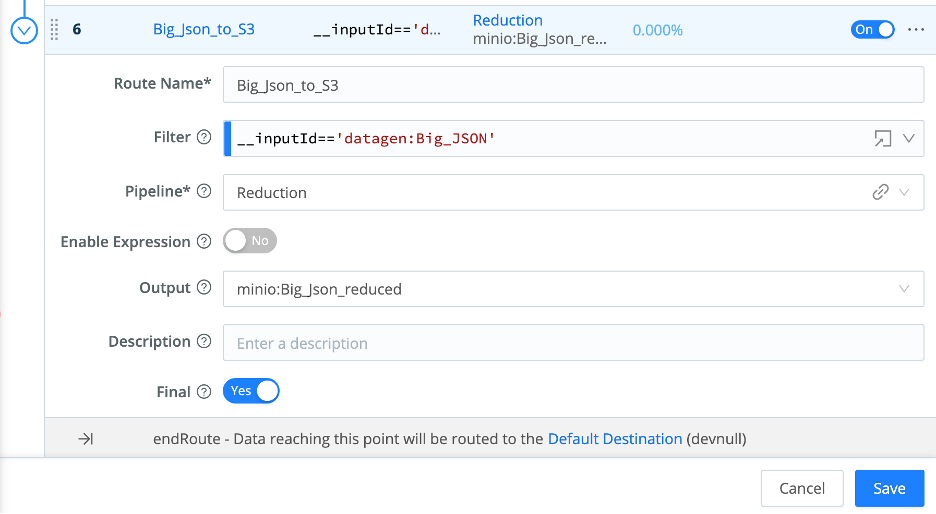 6 Big_Json_to_S3 __inputId=='d... Reduction 0.000% On ...
minio:Big_Json_re...
Route Name* Big_Json_to_S3
Filter ? __inputId=='datagen:Big_JSON'
Pipeline* ? Reduction
Enable Expression ? No
Output ? minio:Big_Json_reduced
Description ? Enter a description
Final ? Yes
endRoute - Data reaching this point will be routed to the Default Destination (devnull)
Cancel Save